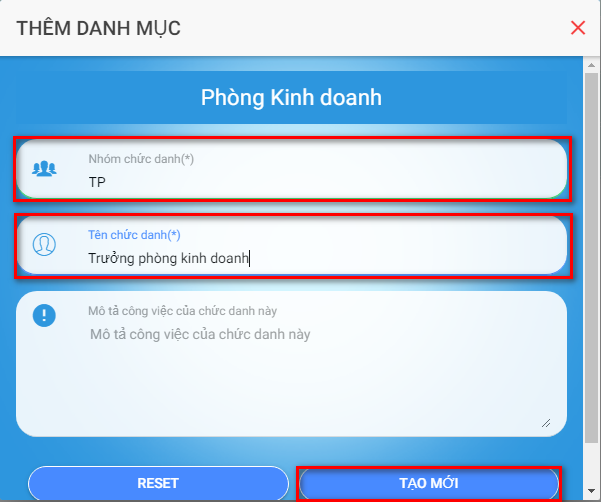 THÊM DANH MỤC
Phòng Kinh doanh
Nhóm chức danh(*)
TP
Tên chức danh(*)
Trưởng phòng kinh doanh
Mô tả công việc của chức danh này
Mô tả công việc của chức danh này
RESET
TẠO MỚI